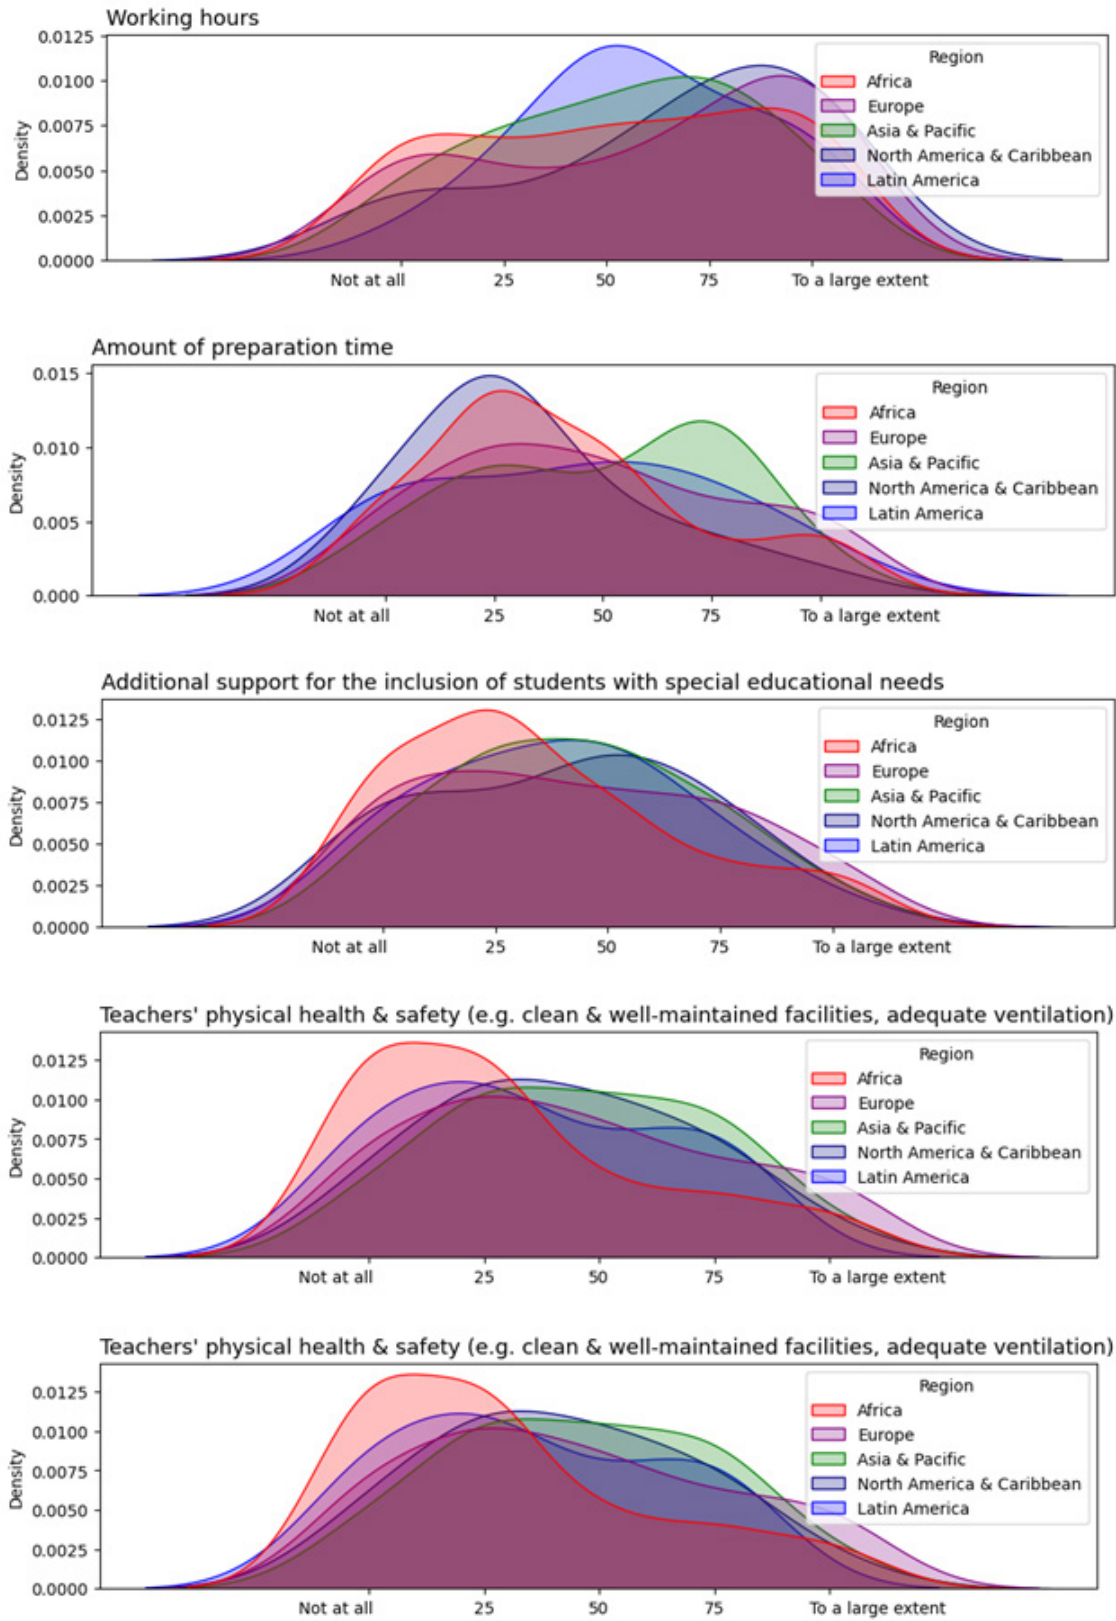 Working hours
0.0125
0.0100
0.0075
0.0050
0.0025
0.0000
Density
Region
Africa
Europe
Asia & Pacific
North America & Caribbean
Latin America
Not at all 25 50 75 To a large extent
Amount of preparation time
0.015
0.010
0.005
0.000
Density
Region
Africa
Europe
Asia & Pacific
North America & Caribbean
Latin America
Not at all 25 50 75 To a large extent
Additional support for the inclusion of students with special educational needs
0.0125
0.0100
0.0075
0.0050
0.0025
0.0000
Density
Region
Africa
Europe
Asia & Pacific
North America & Caribbean
Latin America
Not at all 25 50 75 To a large extent
Teachers' physical health & safety (e.g. clean & well-maintained facilities, adequate ventilation)
0.0125
0.0100
0.0075
0.0050
0.0025
0.0000
Density
Region
Africa
Europe
Asia & Pacific
North America & Caribbean
Latin America
Not at all 25 50 75 To a large extent
Teachers' physical health & safety (e.g. clean & well-maintained facilities, adequate ventilation)
0.0125
0.0100
0.0075
0.0050
0.0025
0.0000
Density
Region
Africa
Europe
Asia & Pacific
North America & Caribbean
Latin America
Not at all 25 50 75 To a large extent